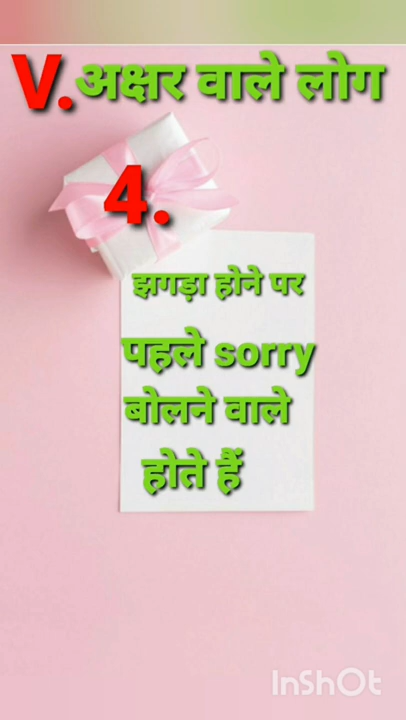 V. अक्षर वाले लोग
4.
झगड़ा होने पर
पहले sorry
बोलने वाले
होते हैं
InShOt